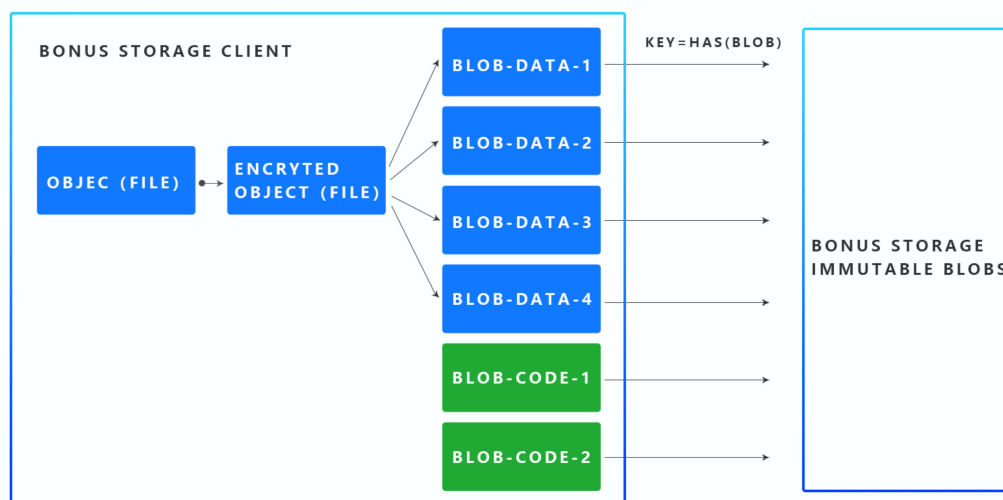 BONUS STORAGE CLIENT
OBJEC (FILE)
ENCRYTED
OBJECT (FILE)
BLOB-DATA-1
BLOB-DATA-2
BLOB-DATA-3
BLOB-DATA-4
BLOB-CODE-1
BLOB-CODE-2
KEY=HAS(BLOB)
BONUS STORAGE
IMMUTABLE BLOBS